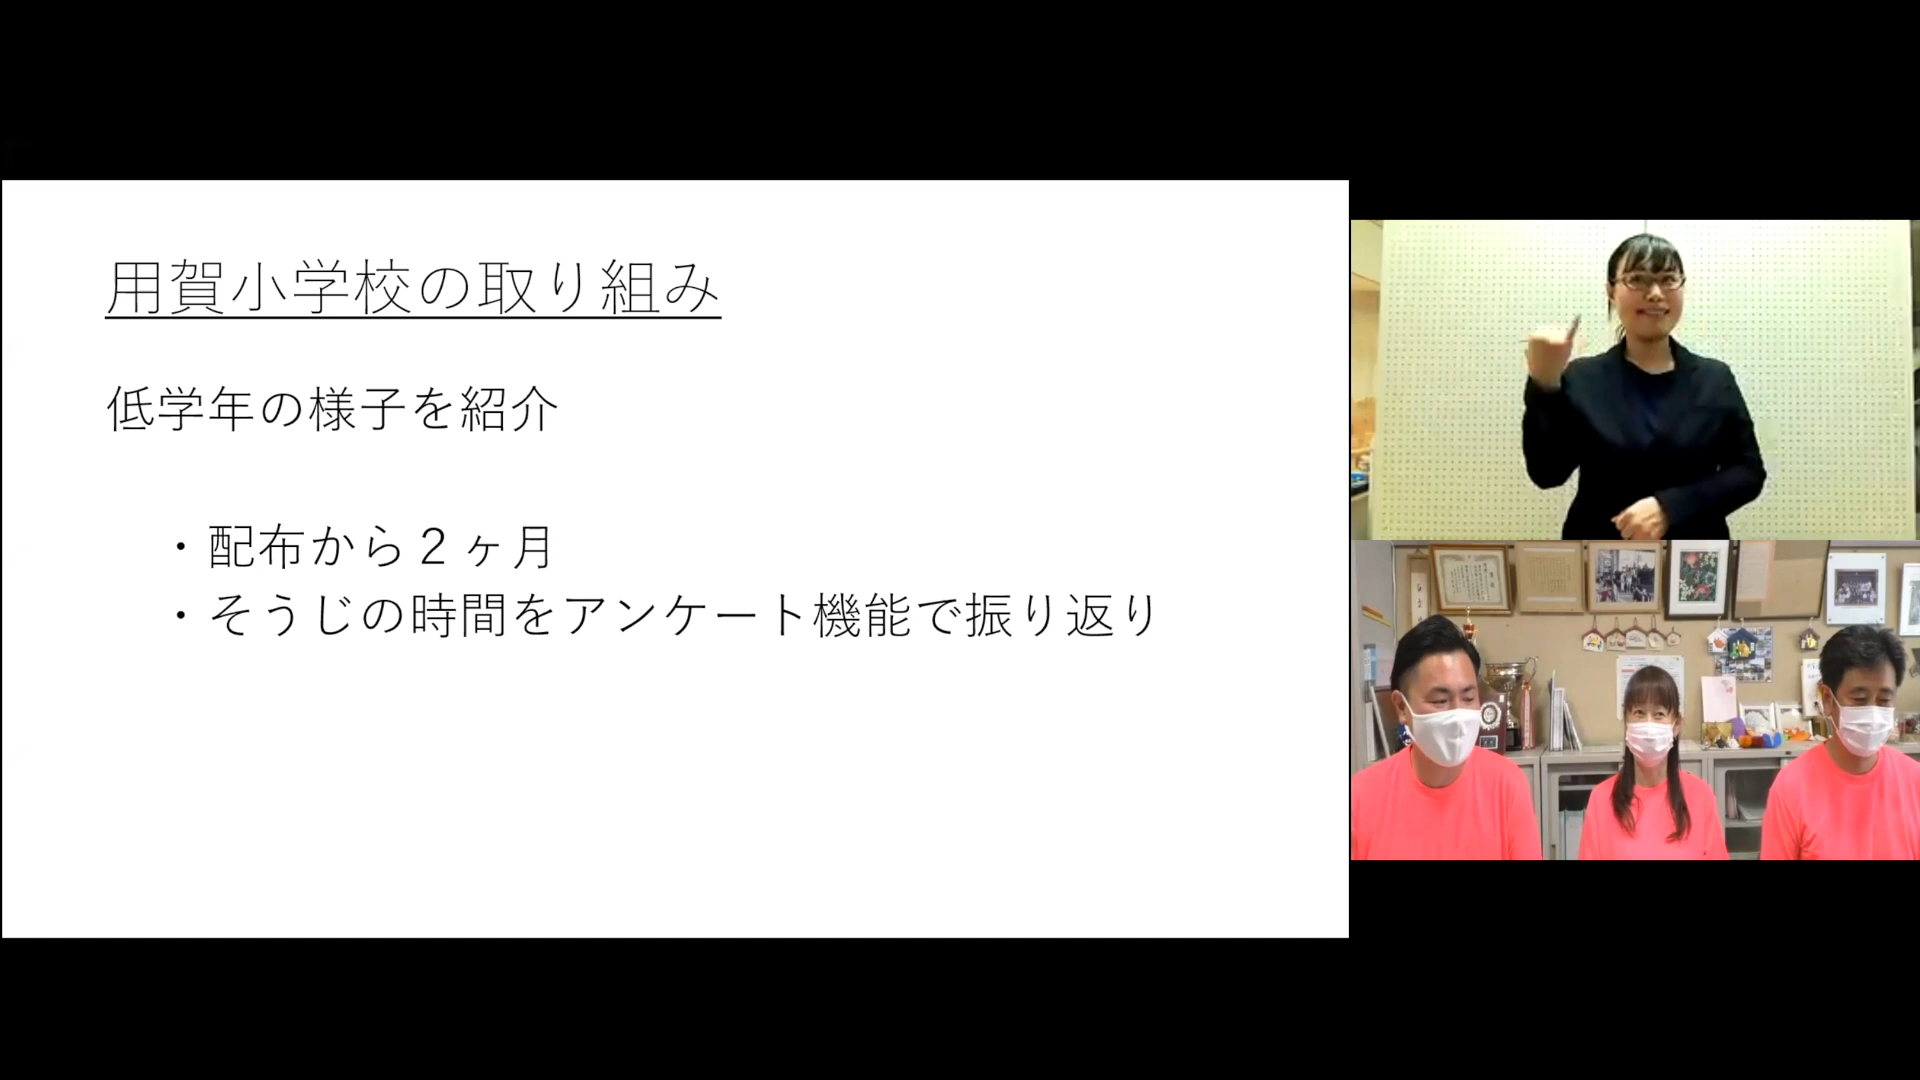 用賀小学校の取り組み
低学年の様子を紹介
・配布から２ヶ月
・そうじの時間をアンケート機能で振り返り